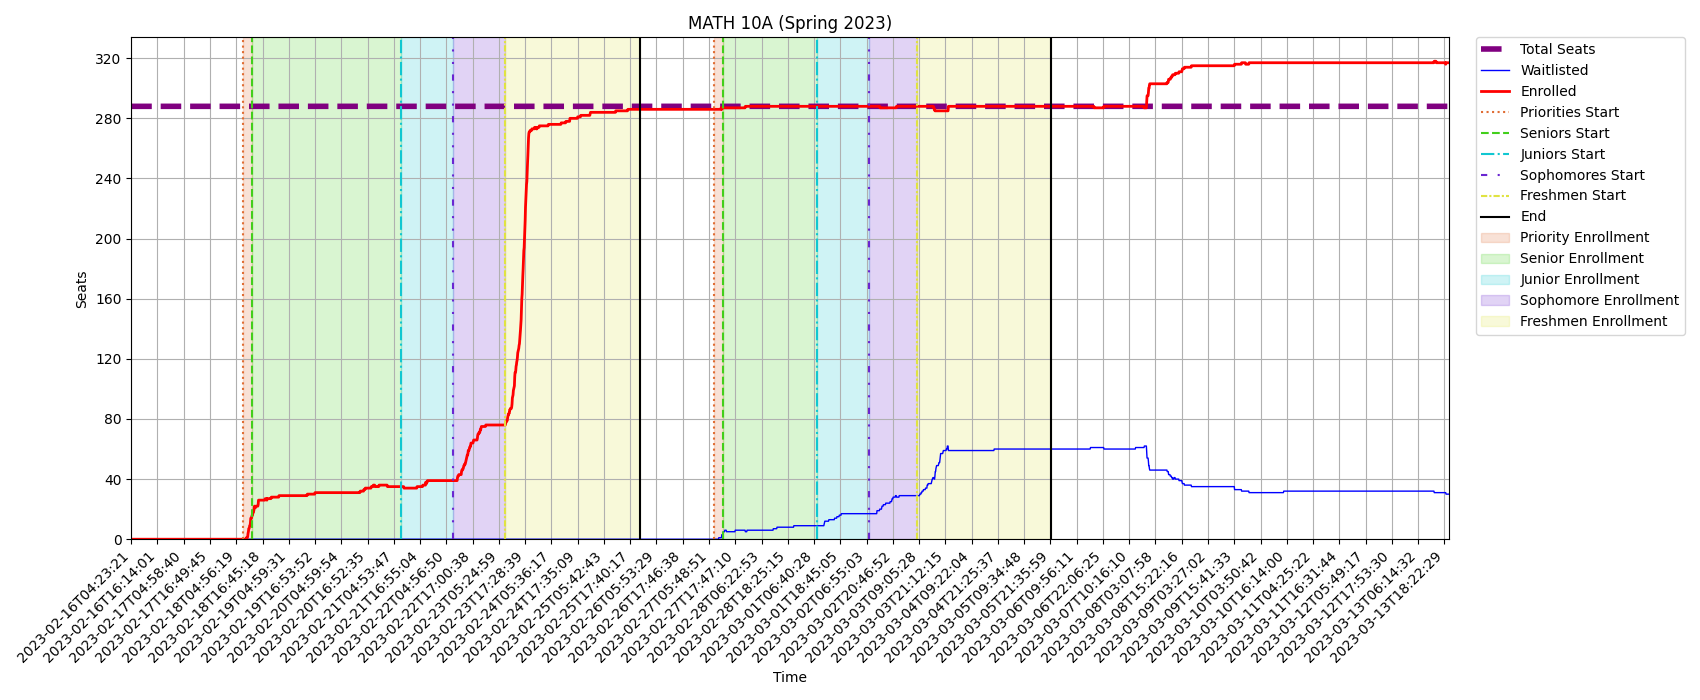 MATH 10A (Spring 2023)
Seats
320
280
240
200
160
120
80
40
0
2023-02-16T04:23:21
2023-02-16T16:14:01
2023-02-17T04:58:40
2023-02-17T16:49:45
2023-02-18T04:56:19
2023-02-18T16:45:18
2023-02-19T04:59:31
2023-02-19T16:53:52
2023-02-20T04:59:54
2023-02-20T16:52:35
2023-02-21T04:53:47
2023-02-21T16:55:04
2023-02-22T04:56:50
2023-02-22T17:00:38
2023-02-23T05:24:59
2023-02-23T17:28:39
2023-02-24T05:36:17
2023-02-24T17:35:09
2023-02-25T05:42:43
2023-02-25T17:40:17
2023-02-26T05:53:29
2023-02-26T17:46:38
2023-02-27T05:48:51
2023-02-27T17:47:10
2023-02-28T06:22:53
2023-02-28T18:25:15
2023-03-01T06:40:28
2023-03-01T18:45:05
2023-03-02T06:55:03
2023-03-02T20:46:52
2023-03-03T09:05:28
2023-03-03T21:12:15
2023-03-04T09:22:04
2023-03-04T21:25:37
2023-03-05T09:34:48
2023-03-05T21:35:59
2023-03-06T09:56:11
2023-03-06T22:06:25
2023-03-07T10:16:10
2023-03-08T03:07:58
2023-03-08T15:22:16
2023-03-09T03:27:02
2023-03-09T15:41:33
2023-03-10T03:50:42
2023-03-10T16:14:00
2023-03-11T04:25:22
2023-03-11T16:31:44
2023-03-12T05:49:17
2023-03-12T17:53:30
2023-03-13T06:14:32
2023-03-13T18:22:29
Time
Total Seats
Waitlisted
Enrolled
Priorities Start
Seniors Start
Juniors Start
Sophomores Start
Freshmen Start
End
Priority Enrollment
Senior Enrollment
Junior Enrollment
Sophomore Enrollment
Freshmen Enrollment